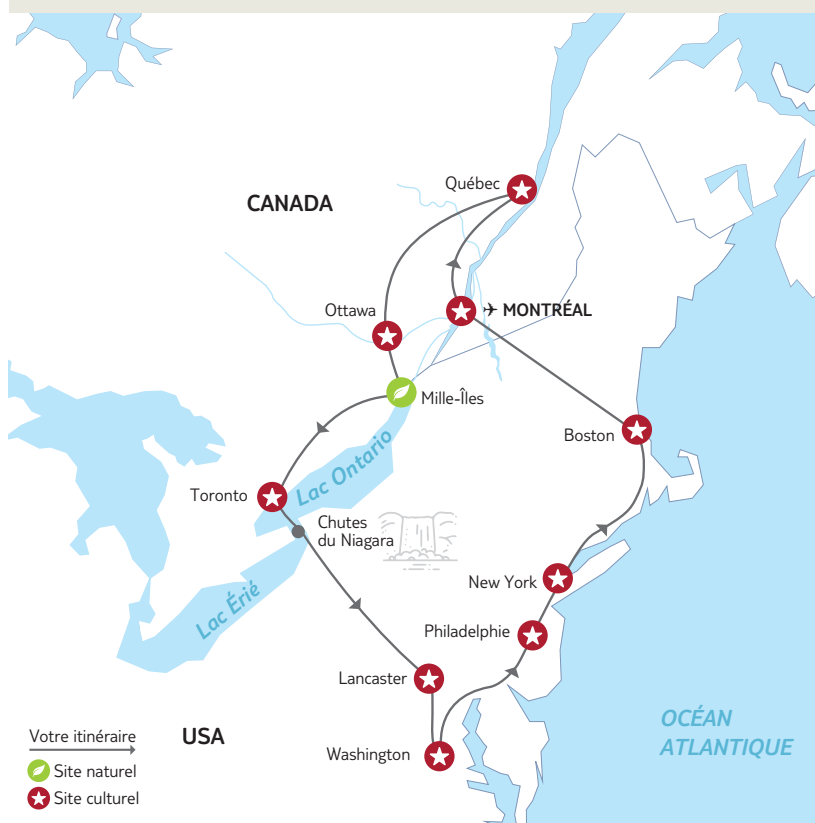 Québec
CANADA
Ottawa
MONTRÉAL
Mille-Îles
Boston
Lac Ontario
Toronto
Chutes
du Niagara
New York
Lac Érié
Philadelphie
Lancaster
OCÉAN
ATLANTIQUE
USA
Washington
Votre itinéraire
Site naturel
Site culturel